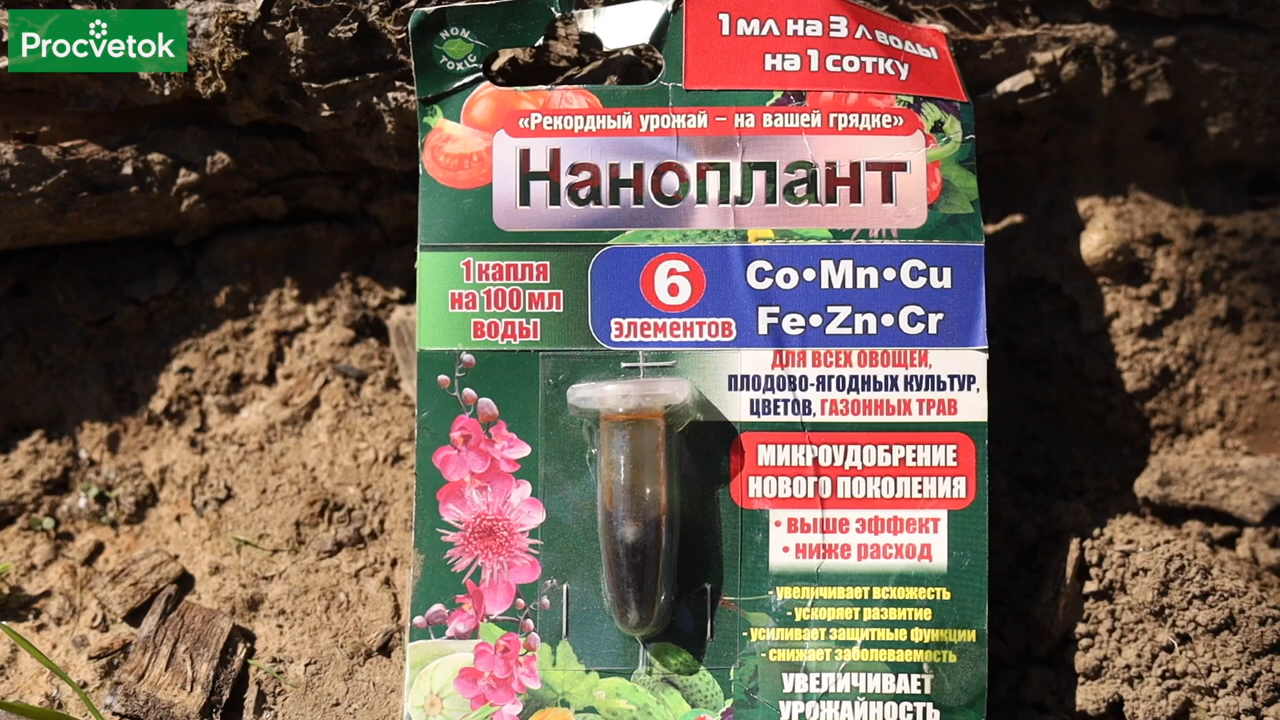 Procvetok
NON
TOXIC
1 мл на 3 л воды
на 1 сотку
«Рекордный урожай – на вашей грядке»
Наноплант
1 капля
на 100 мл
воды
6
элементов
Co•Mn•Cu
Fe•Zn•Cr
ДЛЯ ВСЕХ ОВОЩЕЙ,
ПЛОДОВО-ЯГОДНЫХ КУЛЬТУР,
ЦВЕТОВ, ГАЗОННЫХ ТРАВ
МИКРОУДОБРЕНИЕ
НОВОГО ПОКОЛЕНИЯ
• выше эффект
• ниже расход
- увеличивает всхожесть
- ускоряет развитие
- усиливает защитные функции
- снижает заболеваемость
УВЕЛИЧИВАЕТ
УРОЖАЙНОСТЬ